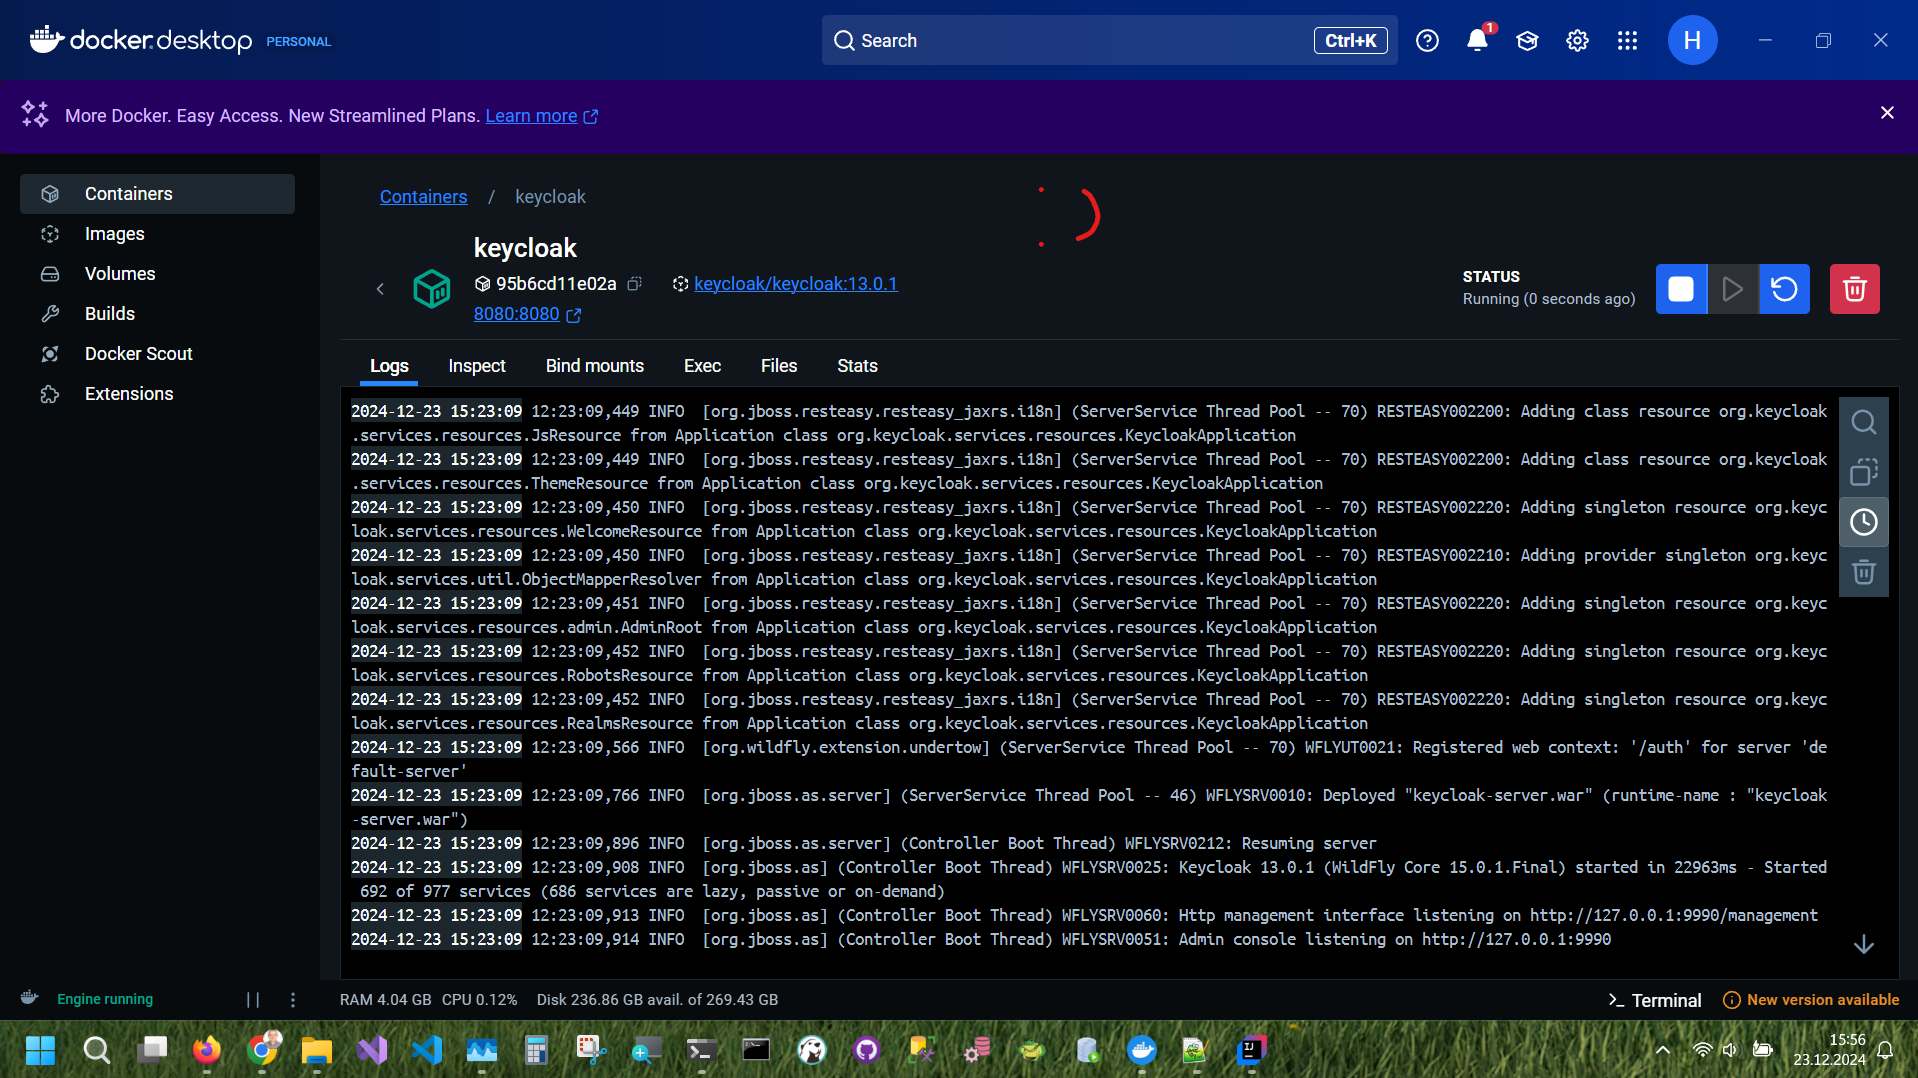 docker.desktop PERSONAL
Search Ctrl+K
1
H
More Docker. Easy Access. New Streamlined Plans. Learn more
Containers
Images
Volumes
Builds
Docker Scout
Extensions
Containers / keycloak
:)
keycloak
95b6cd11e02a keycloak/keycloak:13.0.1
8080:8080
STATUS
Running (0 seconds ago)
Logs Inspect Bind mounts Exec Files Stats
2024-12-23 15:23:09 12:23:09,449 INFO [org.jboss.resteasy.resteasy_jaxrs.i18n] (ServerService Thread Pool -- 70) RESTEASY002200: Adding class resource org.keycloak
.services.resources.JsResource from Application class org.keycloak.services.resources.KeycloakApplication
2024-12-23 15:23:09 12:23:09,449 INFO [org.jboss.resteasy.resteasy_jaxrs.i18n] (ServerService Thread Pool -- 70) RESTEASY002200: Adding class resource org.keycloak
.services.resources.ThemeResource from Application class org.keycloak.services.resources.KeycloakApplication
2024-12-23 15:23:09 12:23:09,450 INFO [org.jboss.resteasy.resteasy_jaxrs.i18n] (ServerService Thread Pool -- 70) RESTEASY002220: Adding singleton resource org.keyc
loak.services.resources.WelcomeResource from Application class org.keycloak.services.resources.KeycloakApplication
2024-12-23 15:23:09 12:23:09,450 INFO [org.jboss.resteasy.resteasy_jaxrs.i18n] (ServerService Thread Pool -- 70) RESTEASY002210: Adding provider singleton org.keyc
loak.services.util.ObjectMapperResolver from Application class org.keycloak.services.resources.KeycloakApplication
2024-12-23 15:23:09 12:23:09,451 INFO [org.jboss.resteasy.resteasy_jaxrs.i18n] (ServerService Thread Pool -- 70) RESTEASY002220: Adding singleton resource org.keyc
loak.services.resources.admin.AdminRoot from Application class org.keycloak.services.resources.KeycloakApplication
2024-12-23 15:23:09 12:23:09,452 INFO [org.jboss.resteasy.resteasy_jaxrs.i18n] (ServerService Thread Pool -- 70) RESTEASY002220: Adding singleton resource org.keyc
loak.services.resources.RobotsResource from Application class org.keycloak.services.resources.KeycloakApplication
2024-12-23 15:23:09 12:23:09,452 INFO [org.jboss.resteasy.resteasy_jaxrs.i18n] (ServerService Thread Pool -- 70) RESTEASY002220: Adding singleton resource org.keyc
loak.services.resources.RealmsResource from Application class org.keycloak.services.resources.KeycloakApplication
2024-12-23 15:23:09 12:23:09,566 INFO [org.wildfly.extension.undertow] (ServerService Thread Pool -- 70) WFLYUT0021: Registered web context: '/auth' for server 'de
fault-server'
2024-12-23 15:23:09 12:23:09,766 INFO [org.jboss.as.server] (ServerService Thread Pool -- 46) WFLYSRV0010: Deployed "keycloak-server.war" (runtime-name : "keycloak
-server.war")
2024-12-23 15:23:09 12:23:09,896 INFO [org.jboss.as.server] (Controller Boot Thread) WFLYSRV0212: Resuming server
2024-12-23 15:23:09 12:23:09,908 INFO [org.jboss.as] (Controller Boot Thread) WFLYSRV0025: Keycloak 13.0.1 (WildFly Core 15.0.1.Final) started in 22963ms - Started
692 of 977 services (686 services are lazy, passive or on-demand)
2024-12-23 15:23:09 12:23:09,913 INFO [org.jboss.as] (Controller Boot Thread) WFLYSRV0060: Http management interface listening on http://127.0.0.1:9990/management
2024-12-23 15:23:09 12:23:09,914 INFO [org.jboss.as] (Controller Boot Thread) WFLYSRV0051: Admin console listening on http://127.0.0.1:9990
Engine running RAM 4.04 GB CPU 0.12% Disk 236.86 GB avail. of 269.43 GB Terminal New version available
15:56
23.12.2024